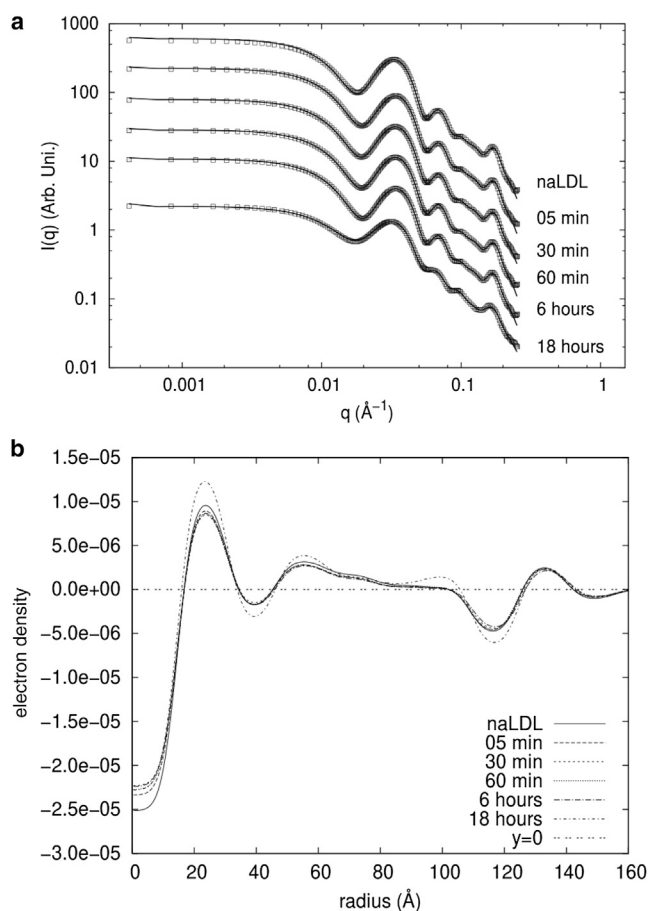 a
1000
100
10
1
0.1
0.01
I(q) (Arb. Uni.)
naLDL
05 min
30 min
60 min
6 hours
18 hours
0.001
0.01
0.1
1
q (Å⁻¹)
b
1.5e−05
1.0e−05
5.0e−06
0.0e+00
−5.0e−06
−1.0e−05
−1.5e−05
−2.0e−05
−2.5e−05
−3.0e−05
electron density
naLDL
05 min
30 min
60 min
6 hours
18 hours
y=0
0
20
40
60
80
100
120
140
160
radius (Å)